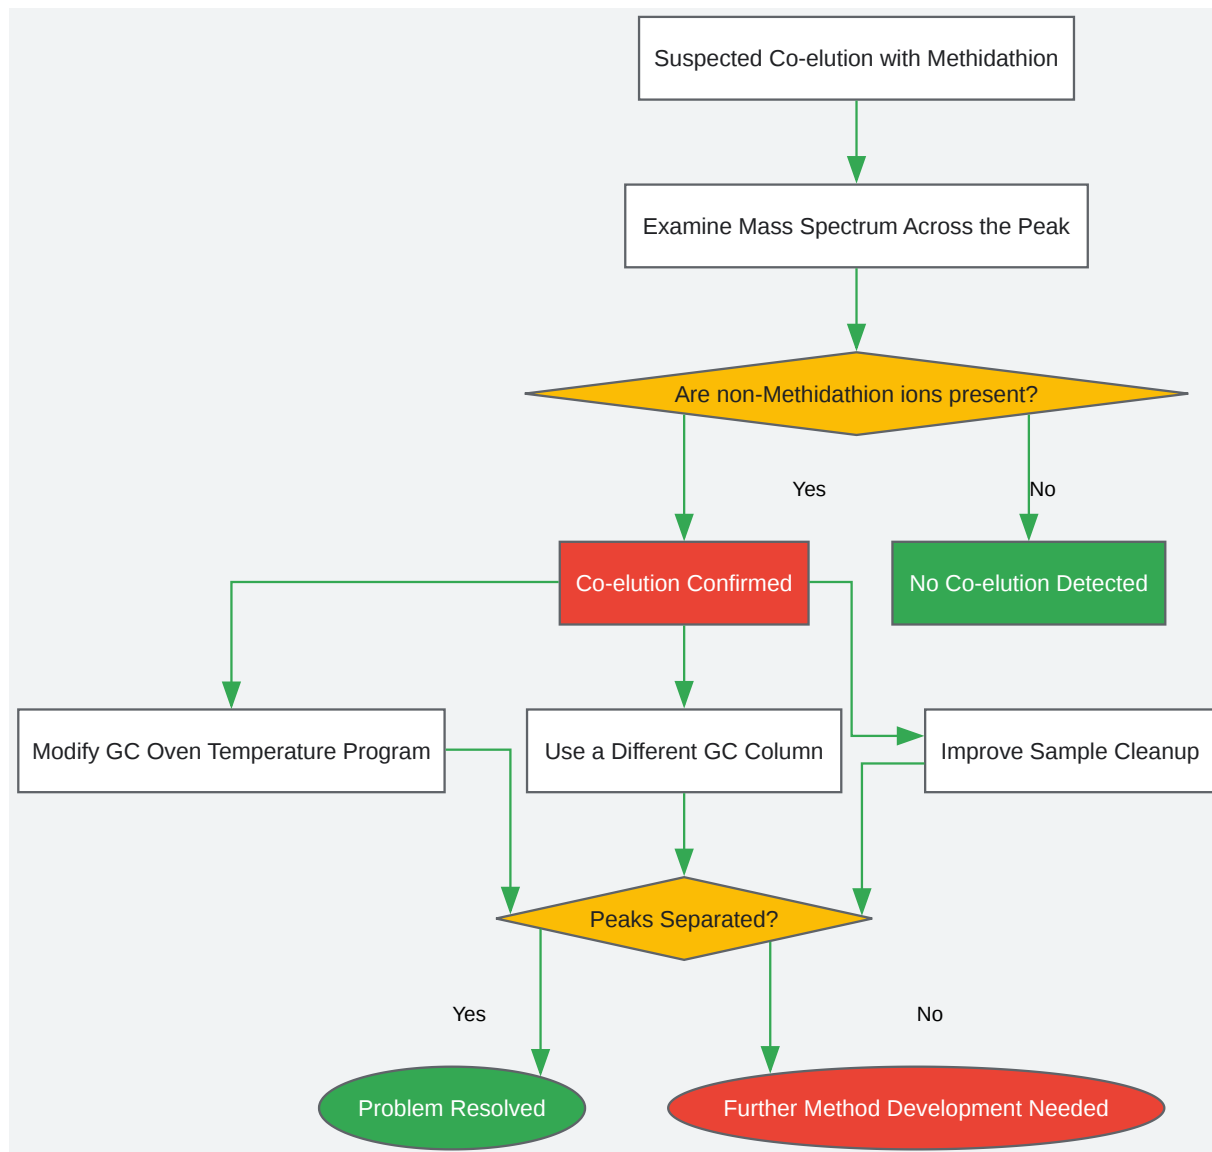 Suspected Co-elution with Methidathion
Examine Mass Spectrum Across the Peak
Are non-Methidathion ions present?
Yes
No
Co-elution Confirmed
No Co-elution Detected
Modify GC Oven Temperature Program
Use a Different GC Column
Improve Sample Cleanup
Peaks Separated?
Yes
No
Problem Resolved
Further Method Development Needed